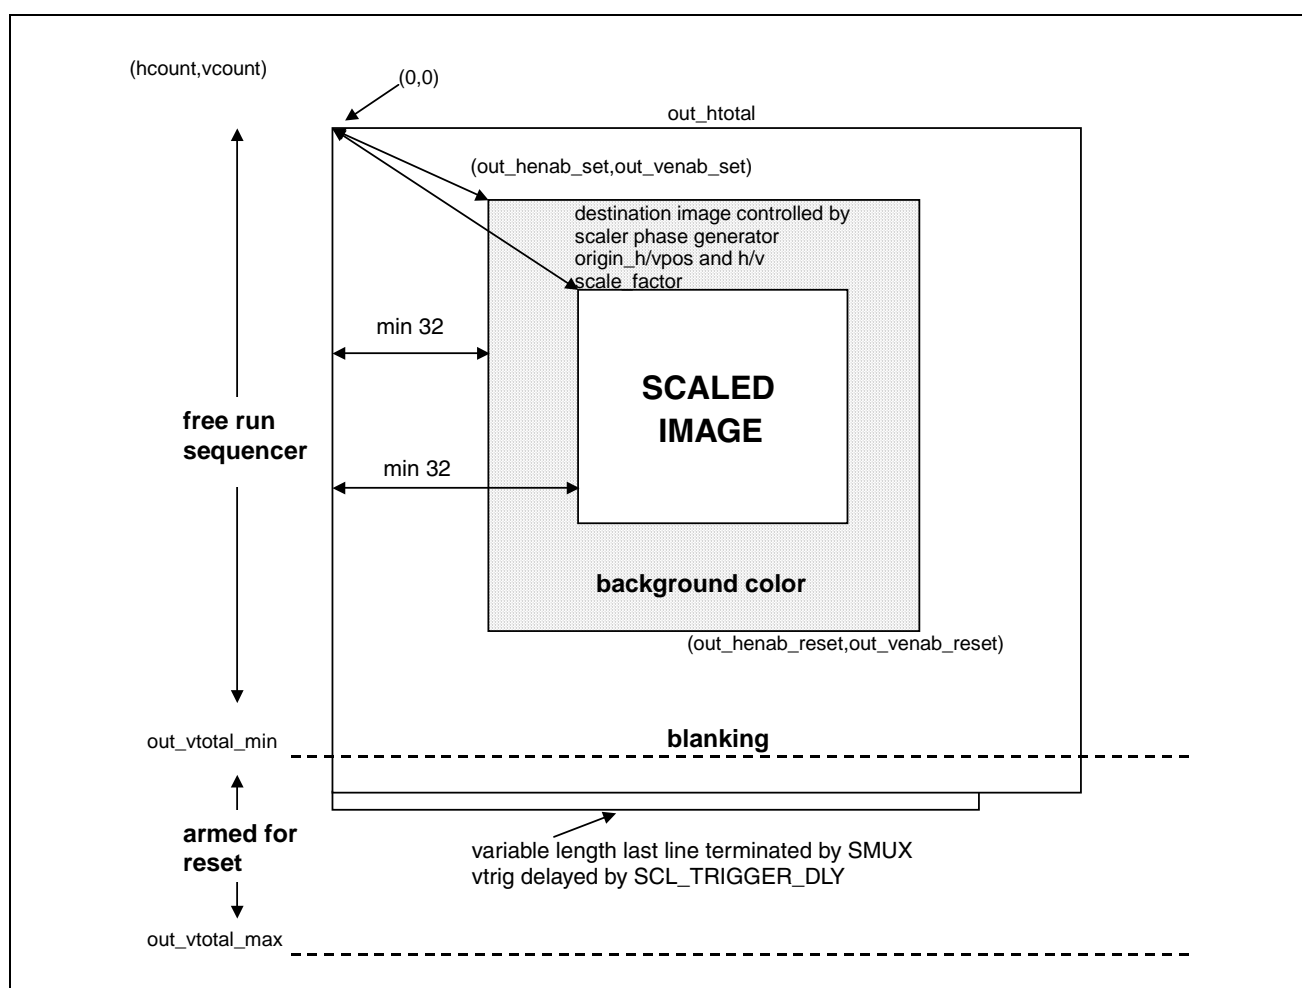 (hcount,vcount)
(0,0)
out_htotal
(out_henab_set,out_venab_set)
destination image controlled by
scaler phase generator
origin_h/vpos and h/v
scale_factor
min 32
SCALED
IMAGE
free run
sequencer
min 32
background color
(out_henab_reset,out_venab_reset)
out_vtotal_min
blanking
armed for
reset
variable length last line terminated by SMUX
vtrig delayed by SCL_TRIGGER_DLY
out_vtotal_max